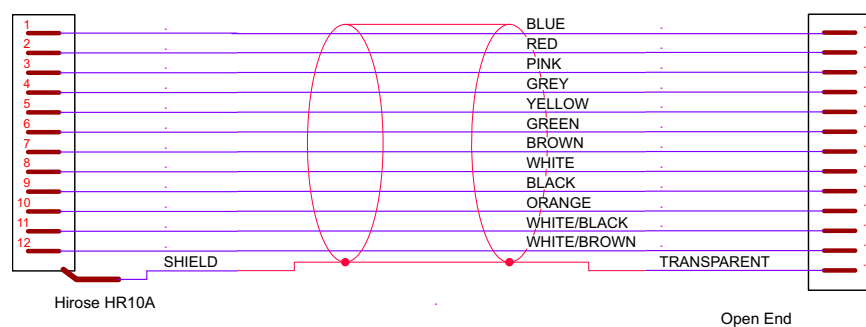 1 BLUE
2 RED
3 PINK
4 GREY
5 YELLOW
6 GREEN
7 BROWN
8 WHITE
9 BLACK
10 ORANGE
11 WHITE/BLACK
12 WHITE/BROWN
SHIELD TRANSPARENT
Hirose HR10A
Open End